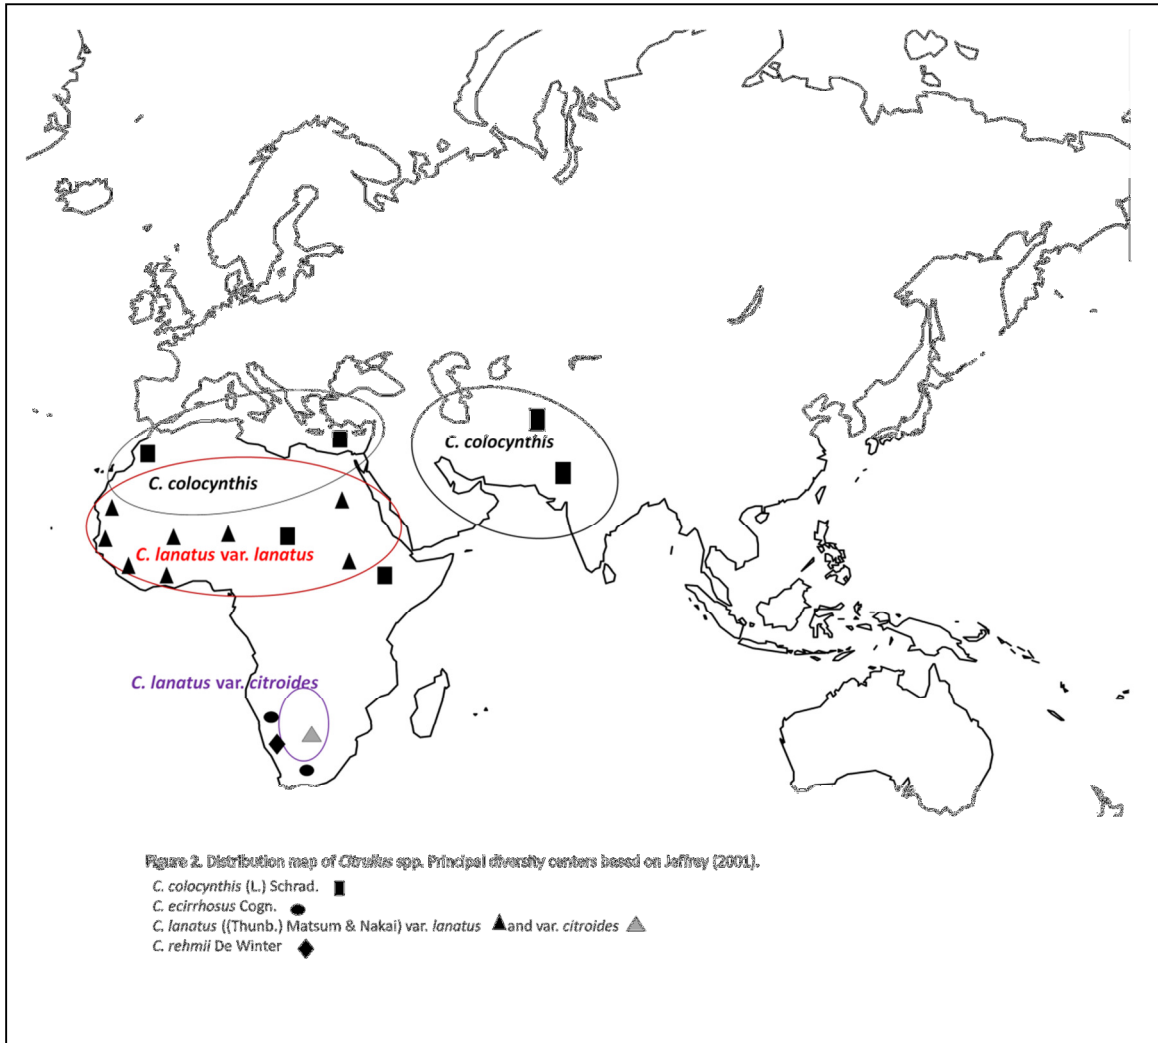 C. colocynthis
C. colocynthis
C. lanatus var. lanatus
C. lanatus var. citroides
Figure 2. Distribution map of Citrullus spp. Principal diversity centers based on Jeffrey (2001).
C. colocynthis (L.) Schrad.
C. ecirrhosus Cogn.
C. lanatus ((Thunb.) Matsum & Nakai) var. lanatus and var. citroides
C. rehmii De Winter